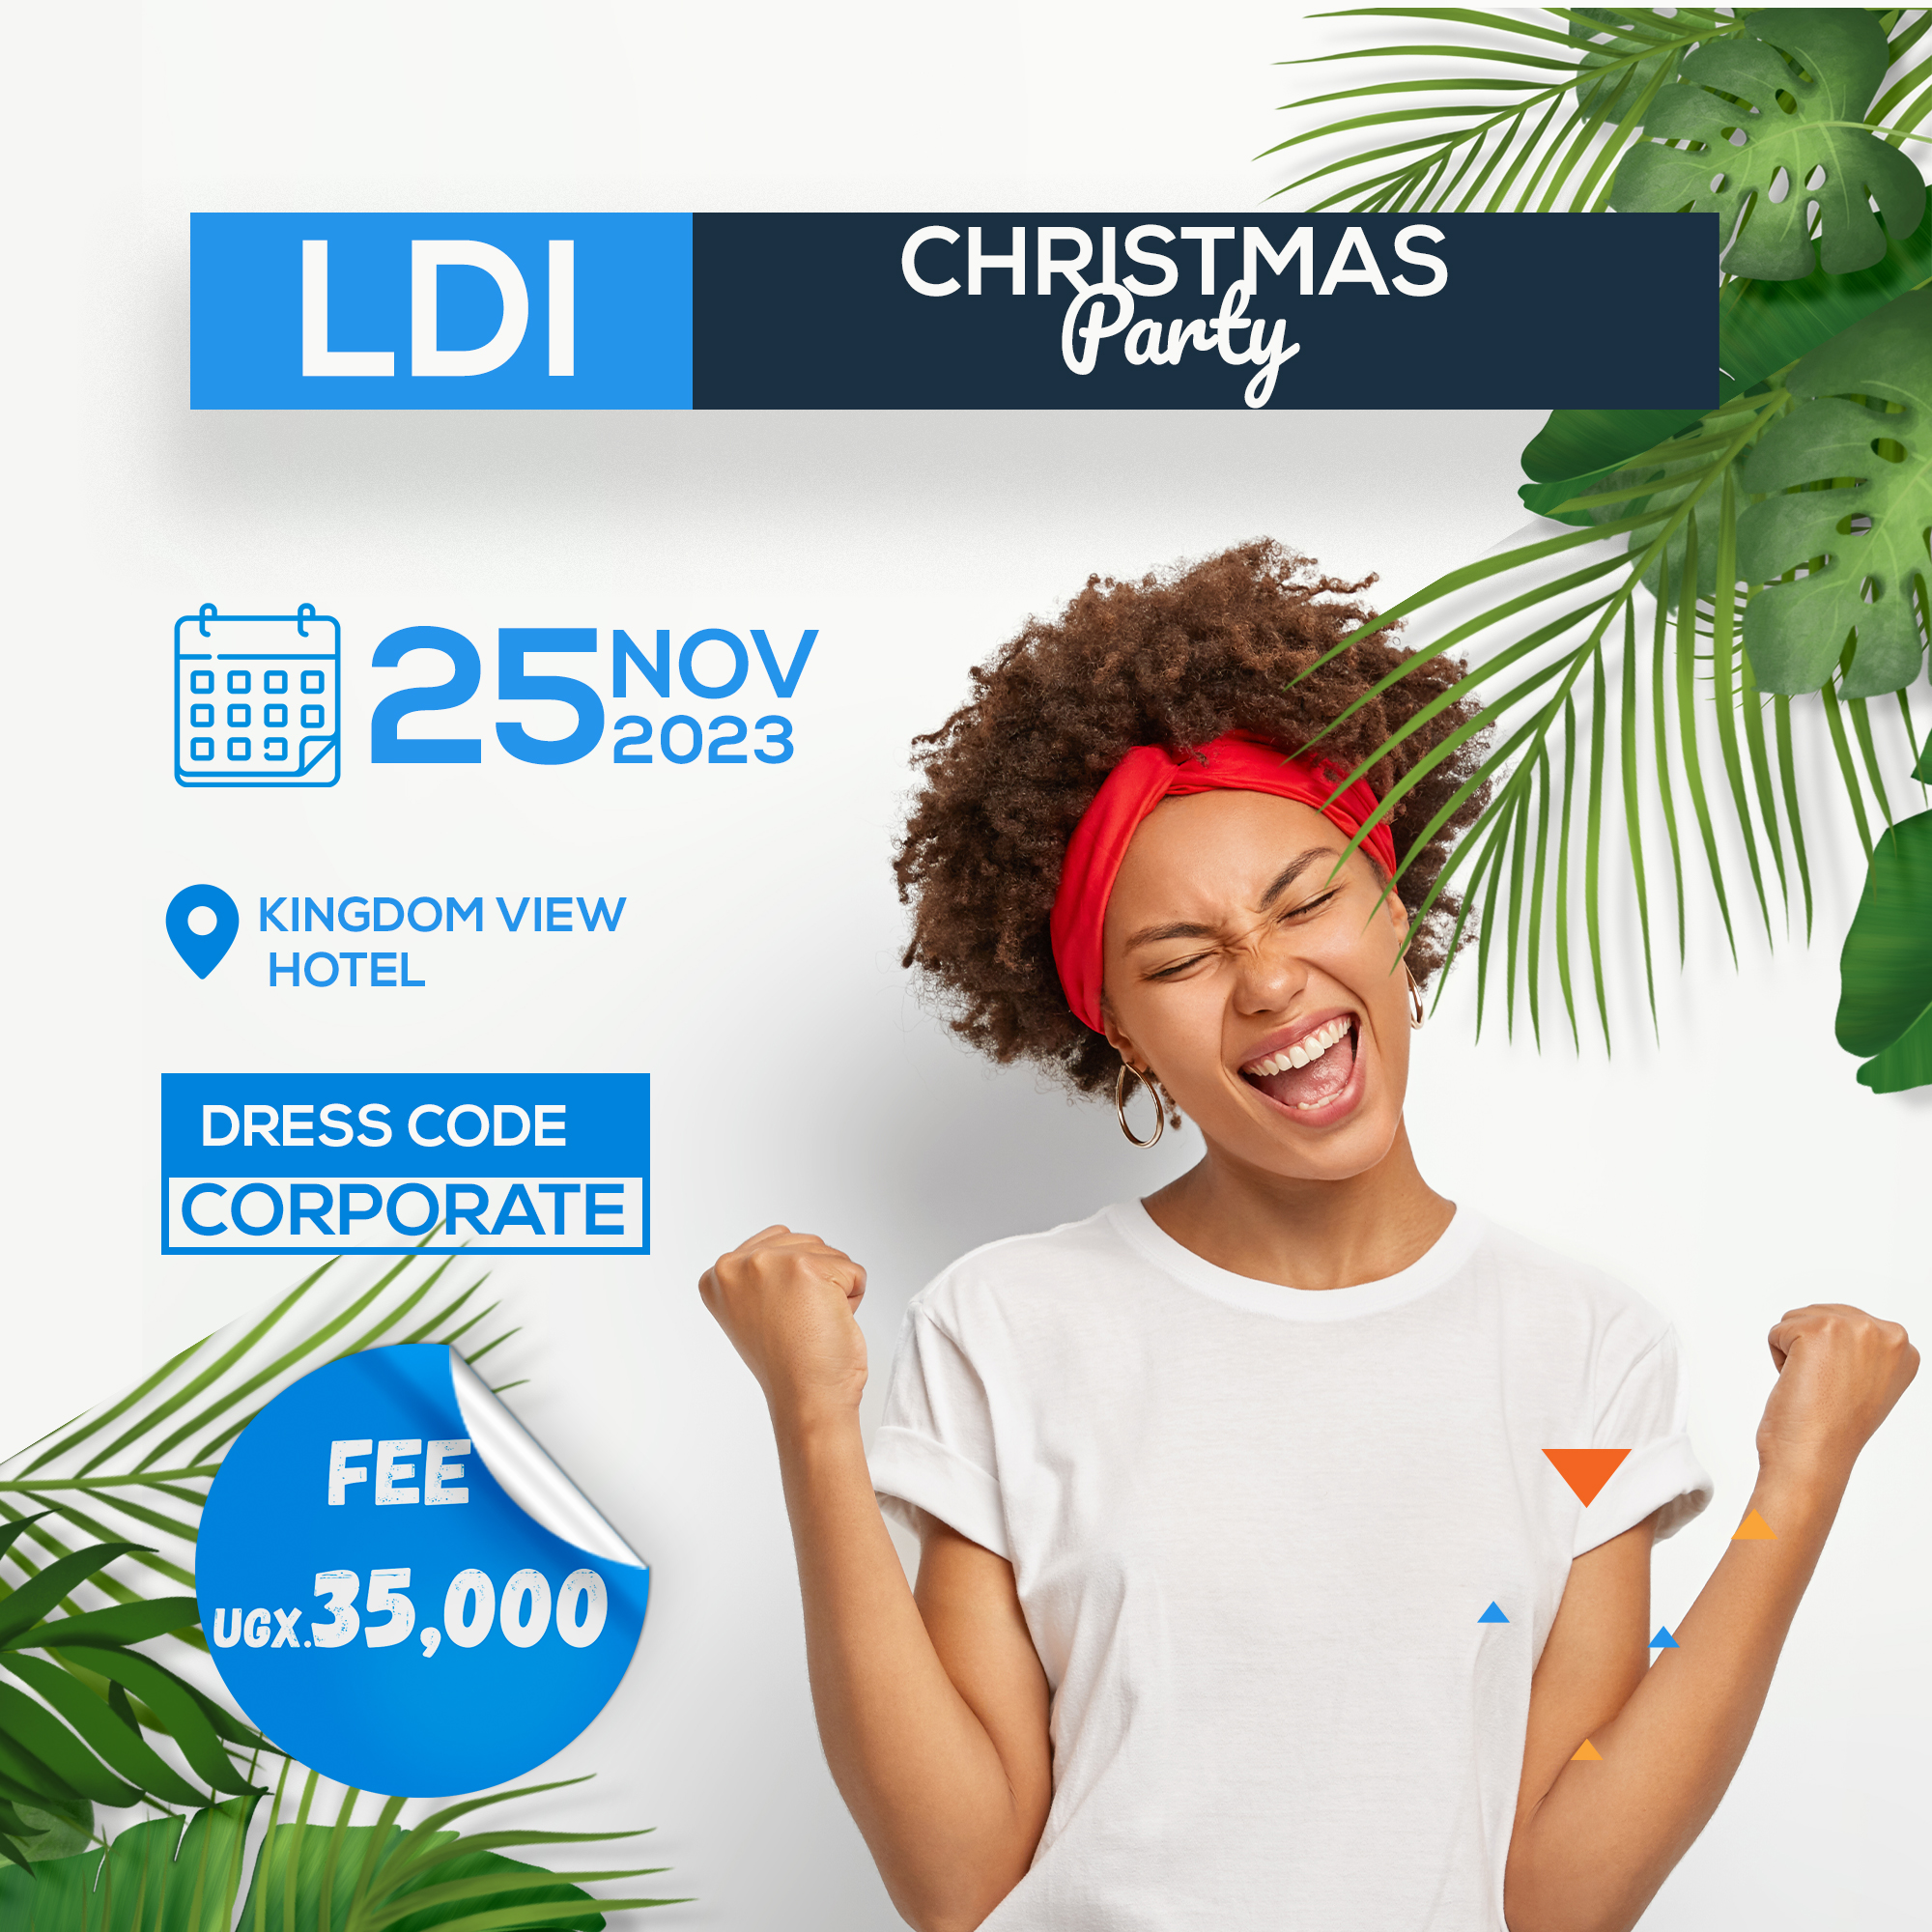 LDI
CHRISTMAS
Party
25 NOV
2023
KINGDOM VIEW
HOTEL
DRESS CODE
CORPORATE
FEE
UGX.35,000